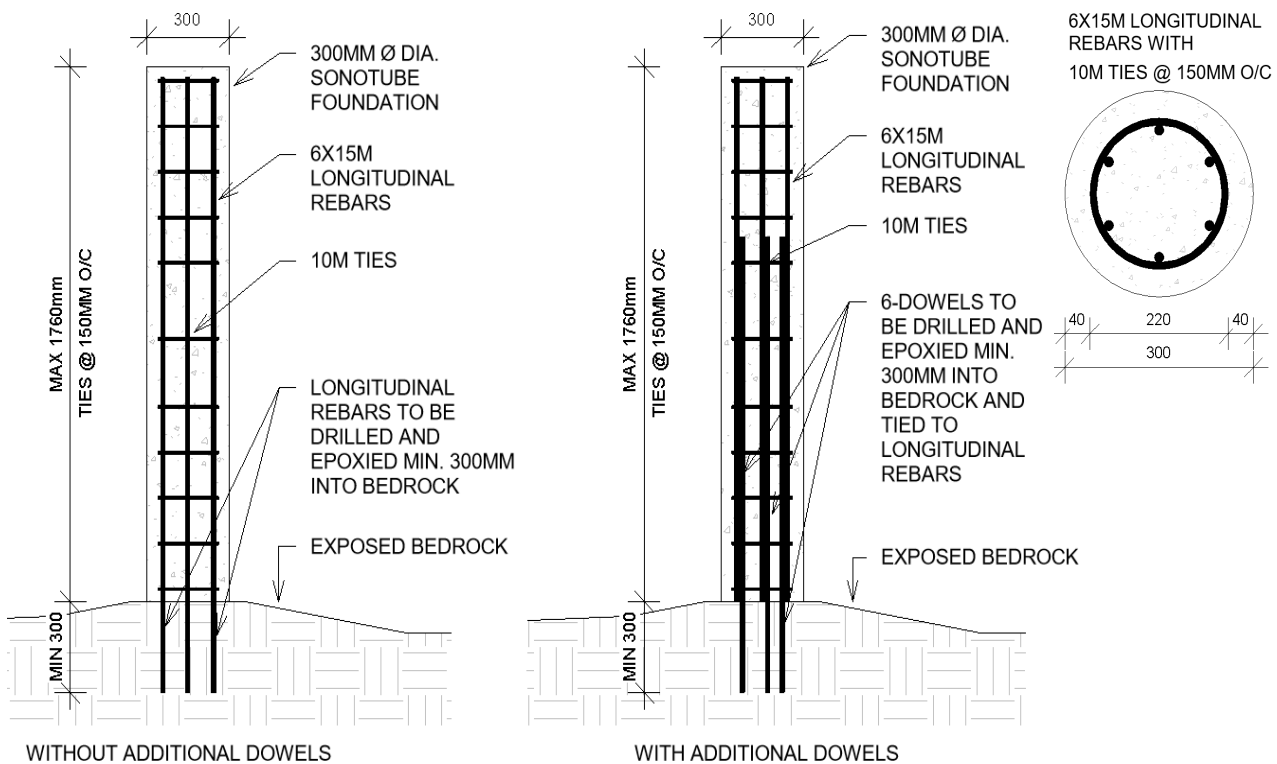 300
300MM Ø DIA.
SONOTUBE
FOUNDATION
6X15M
LONGITUDINAL
REBARS
10M TIES
MAX 1760mm
TIES @ 150MM O/C
LONGITUDINAL
REBARS TO BE
DRILLED AND
EPOXIED MIN. 300MM
INTO BEDROCK
EXPOSED BEDROCK
MIN 300
WITHOUT ADDITIONAL DOWELS
300
300MM Ø DIA.
SONOTUBE
FOUNDATION
6X15M
LONGITUDINAL
REBARS
10M TIES
MAX 1760mm
TIES @ 150MM O/C
6-DOWELS TO
BE DRILLED AND
EPOXIED MIN.
300MM INTO
BEDROCK AND
TIED TO
LONGITUDINAL
REBARS
EXPOSED BEDROCK
MIN 300
WITH ADDITIONAL DOWELS
6X15M LONGITUDINAL
REBARS WITH
10M TIES @ 150MM O/C
40 220 40
300